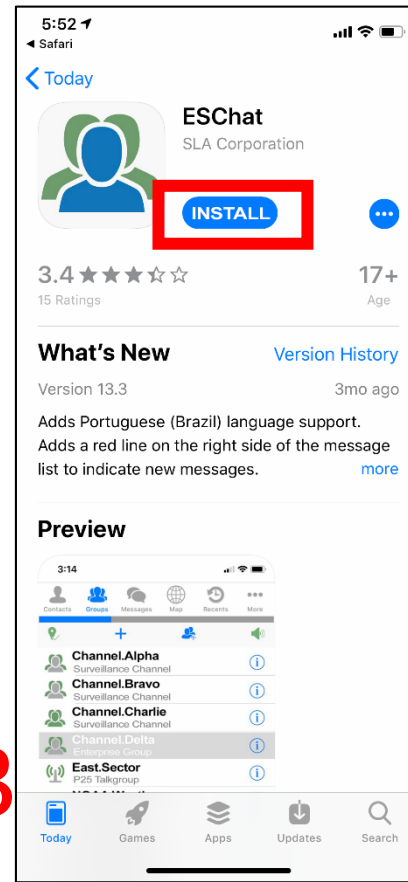 5:52
Safari
Today
ESChat
SLA Corporation
INSTALL
3.4
17+
15 Ratings
Age
What's New
Version History
Version 13.3
3mo ago
Adds Portuguese (Brazil) language support.
Adds a red line on the right side of the message
list to indicate new messages.
more
Preview
3:14
Contacts
Groups
Messages
Map
Recents
More
Channel.Alpha
Surveillance Channel
Channel.Bravo
Surveillance Channel
Channel.Charlie
Surveillance Channel
Channel.Delta
Enterprise Group
East.Sector
P25 Talkgroup
Today
Games
Apps
Updates
Search